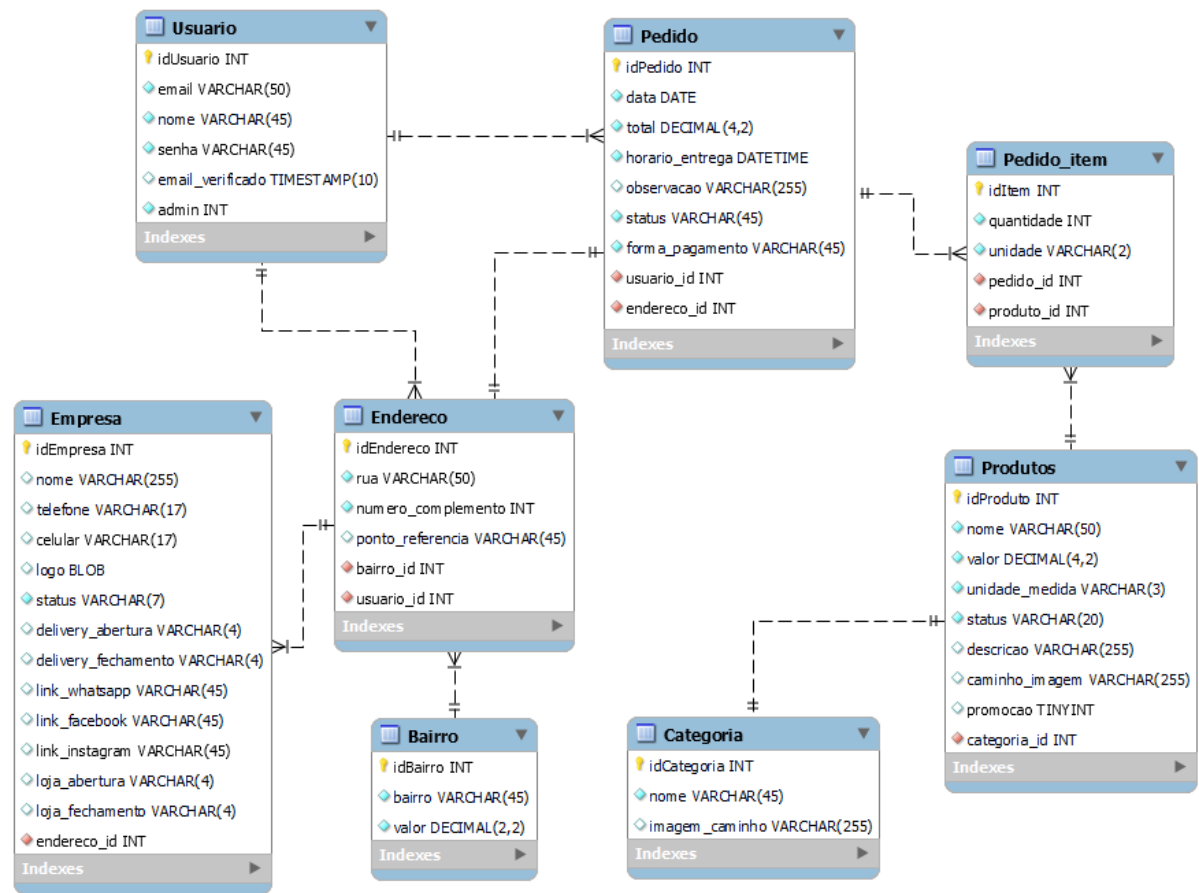 Usuario
idUsuario INT
email VARCHAR(50)
nome VARCHAR(45)
senha VARCHAR(45)
email_verificado TIMESTAMP(10)
admin INT
Indexes
Pedido
idPedido INT
data DATE
total DECIMAL(4,2)
horario_entrega DATETIME
observacao VARCHAR(255)
status VARCHAR(45)
forma_pagamento VARCHAR(45)
usuario_id INT
endereco_id INT
Indexes
Pedido_item
idItem INT
quantidade INT
unidade VARCHAR(2)
pedido_id INT
produto_id INT
Indexes
Empresa
idEmpresa INT
nome VARCHAR(255)
telefone VARCHAR(17)
celular VARCHAR(17)
logo BLOB
status VARCHAR(7)
delivery_abertura VARCHAR(4)
delivery_fechamento VARCHAR(4)
link_whatsapp VARCHAR(45)
link_facebook VARCHAR(45)
link_instagram VARCHAR(45)
loja_abertura VARCHAR(4)
loja_fechamento VARCHAR(4)
endereco_id INT
Indexes
Endereco
idEndereco INT
rua VARCHAR(50)
numero_complemento INT
ponto_referencia VARCHAR(45)
bairro_id INT
usuario_id INT
Indexes
Produtos
idProduto INT
nome VARCHAR(50)
valor DECIMAL(4,2)
unidade_medida VARCHAR(3)
status VARCHAR(20)
descricao VARCHAR(255)
caminho_imagem VARCHAR(255)
promocao TINYINT
categoria_id INT
Indexes
Bairro
idBairro INT
bairro VARCHAR(45)
valor DECIMAL(2,2)
Indexes
Categoria
idCategoria INT
nome VARCHAR(45)
imagem_caminho VARCHAR(255)
Indexes